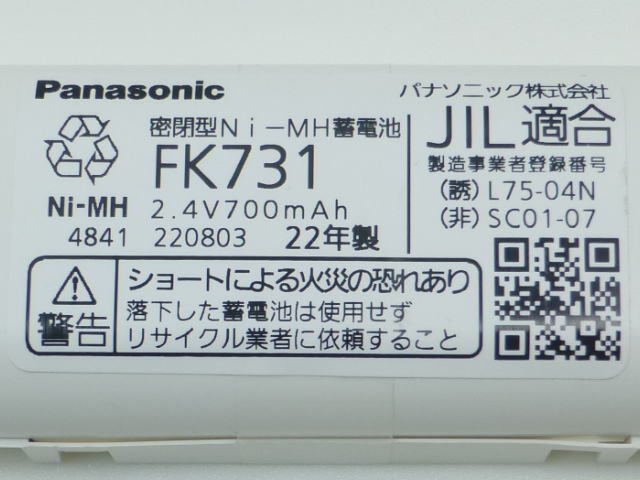 Panasonic
パナソニック株式会社
密閉型Ni-MH蓄電池
JIL適合
FK731
製造事業者登録番号
Ni-MH 2.4V700mAh
(誘) L75-04N
4841 220803 22年製
(非) SC01-07
ショートによる火災の恐れあり
警告
落下した蓄電池は使用せず
リサイクル業者に依頼すること